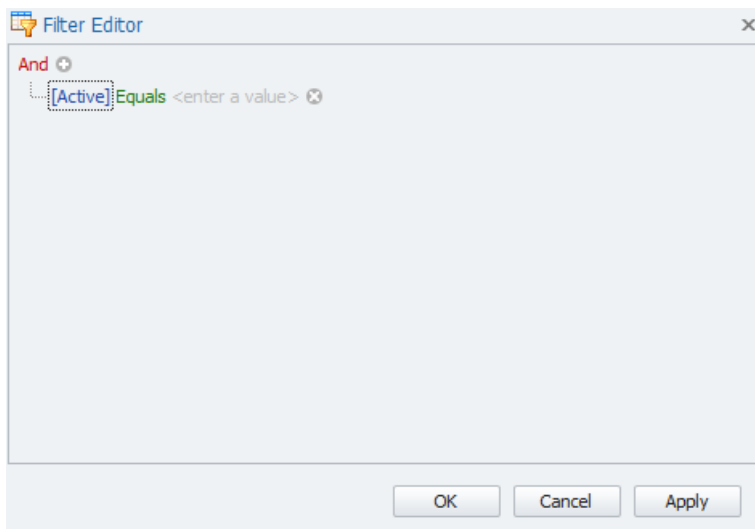 Filter Editor
And
[Active] Equals <enter a value>
OK Cancel Apply